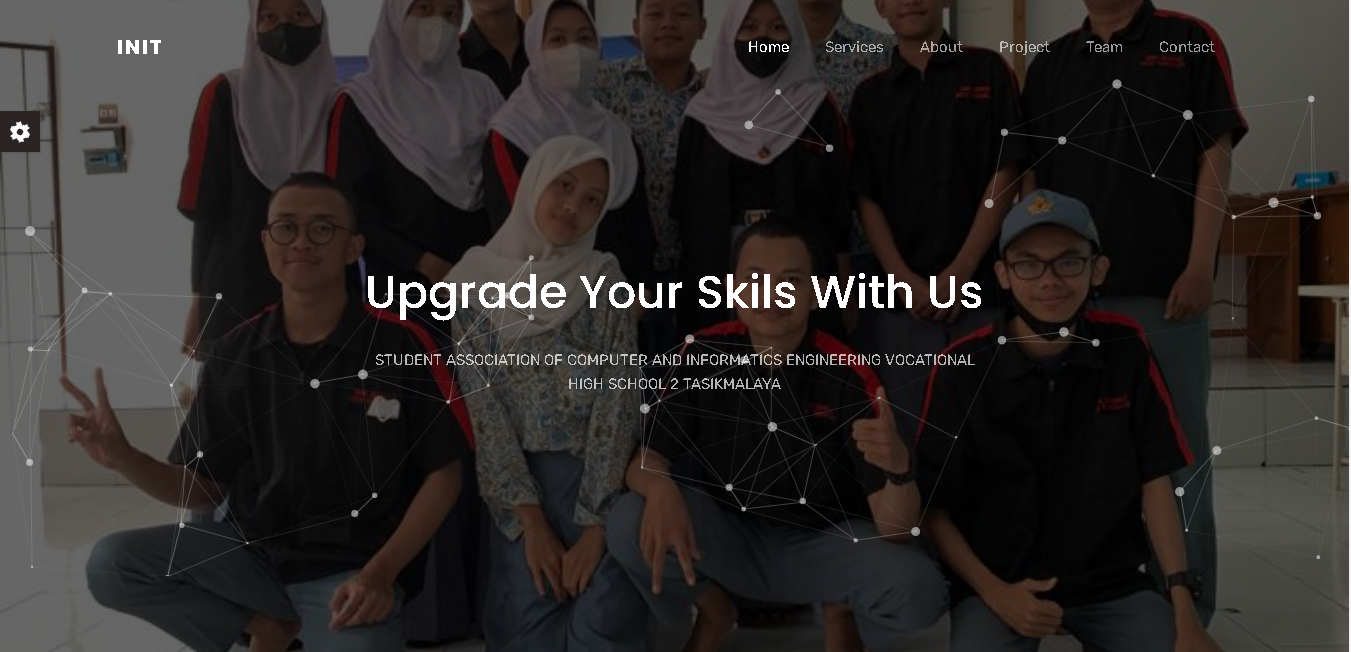 INIT
Home Services About Project Team Contact
Upgrade Your Skils With Us
STUDENT ASSOCIATION OF COMPUTER AND INFORMATICS ENGINEERING VOCATIONAL
HIGH SCHOOL 2 TASIKMALAYA